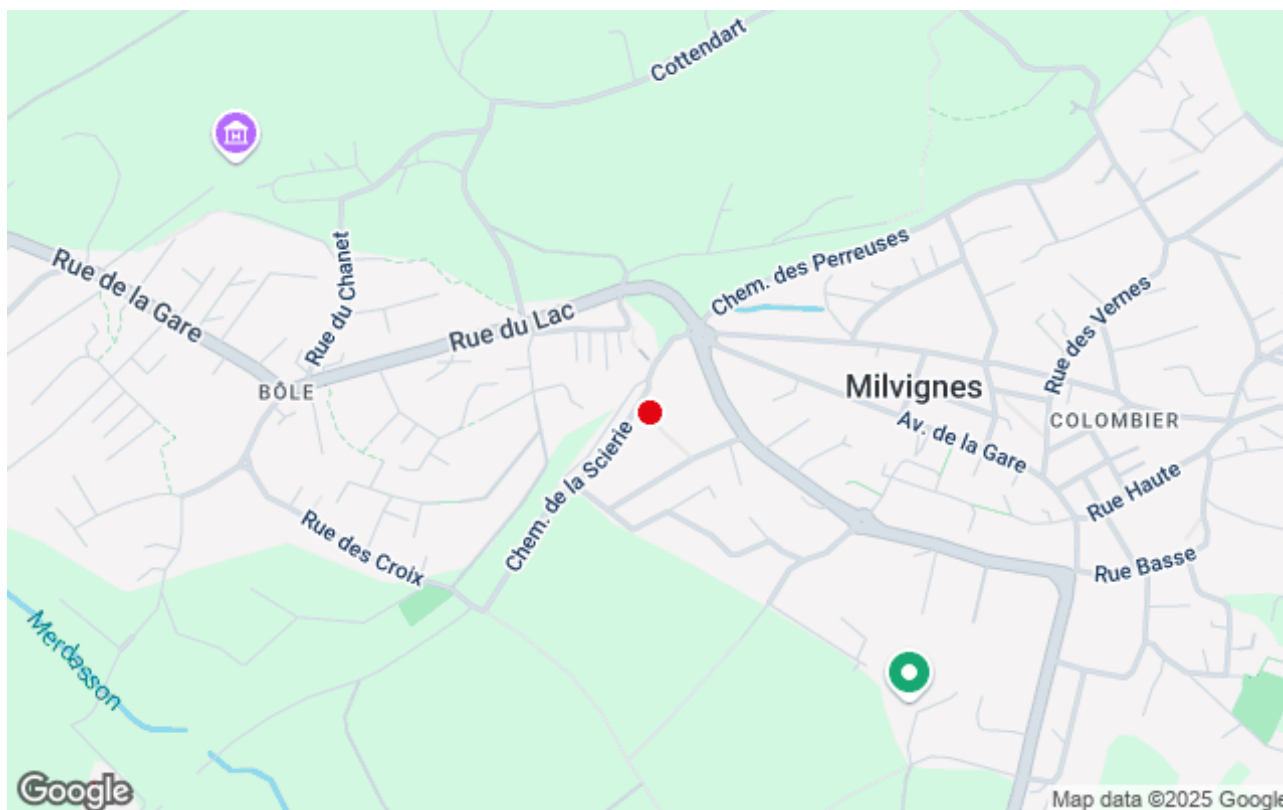 Cottendart
Chem. des Perreuses
Rue de la Gare
Rue du Chanet
Rue du Lac
Rue des Vernes
BÔLE
Milvignes
COLOMBIER
Av. de la Gare
Chem. de la Scierie
Rue Haute
Rue des Croix
Rue Basse
Merdasson
Google
Map data ©2025 Google